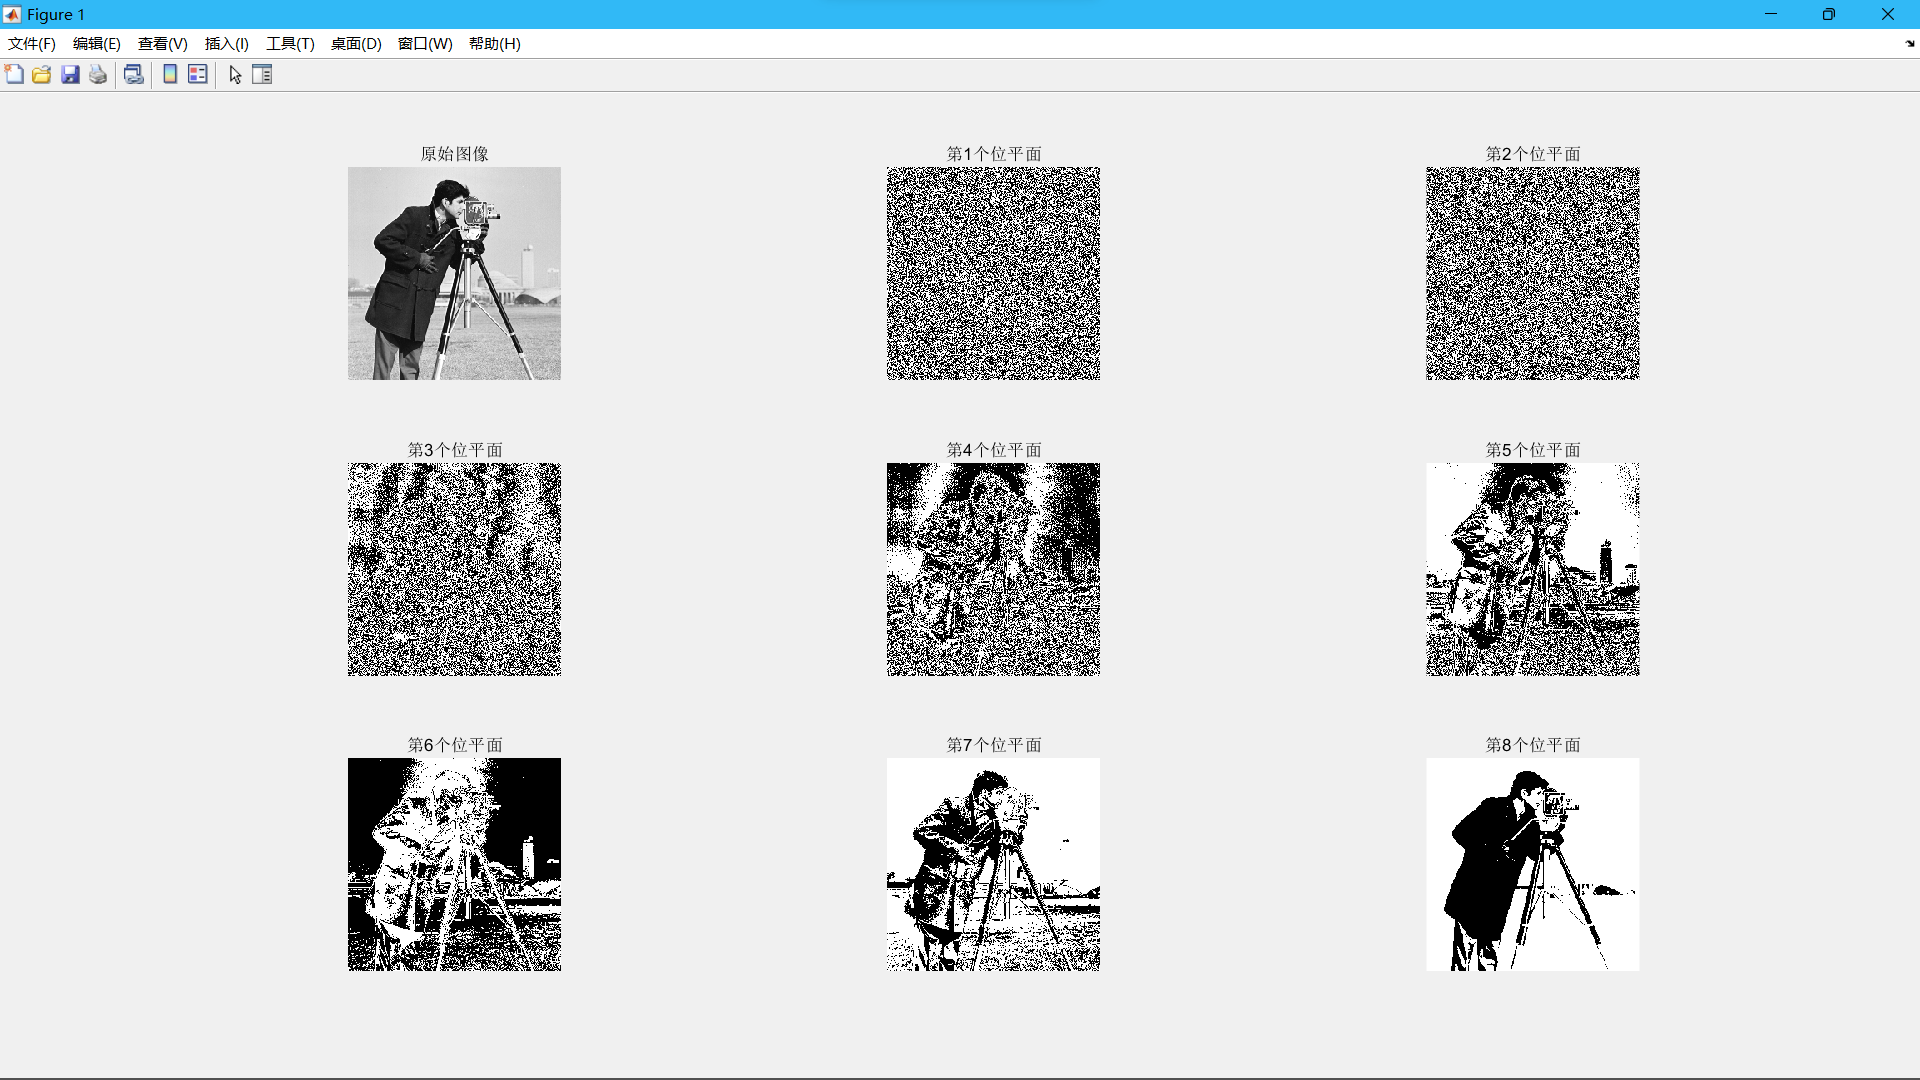 Figure 1
文件(F) 编辑(E) 查看(V) 插入(I) 工具(T) 桌面(D) 窗口(W) 帮助(H)
原始图像 第1个位平面 第2个位平面
第3个位平面 第4个位平面 第5个位平面
第6个位平面 第7个位平面 第8个位平面